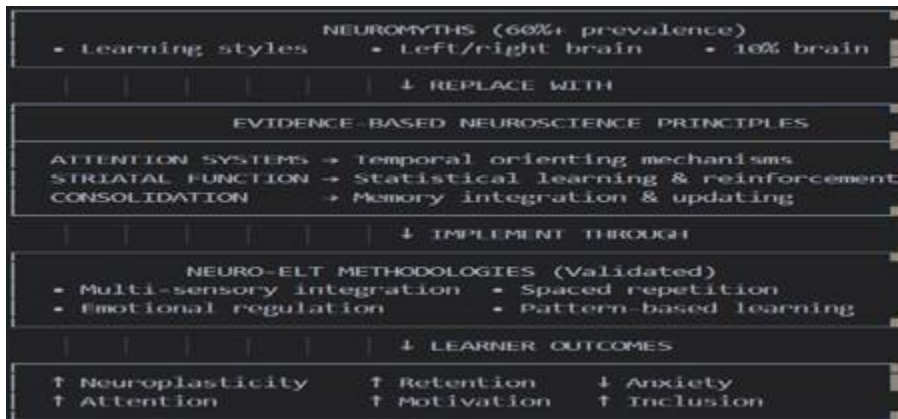 NEUROMYTHS (60%+ prevalence)
• Learning styles • Left/right brain • 10% brain
↓ REPLACE WITH
EVIDENCE-BASED NEUROSCIENCE PRINCIPLES
ATTENTION SYSTEMS → Temporal orienting mechanisms
STRIATAL FUNCTION → Statistical learning & reinforcement
CONSOLIDATION → Memory integration & updating
↓ IMPLEMENT THROUGH
NEURO-ELT METHODOLOGIES (Validated)
• Multi-sensory integration • Spaced repetition
• Emotional regulation • Pattern-based learning
↓ LEARNER OUTCOMES
↑ Neuroplasticity ↑ Retention ↓ Anxiety
↑ Attention ↑ Motivation ↑ Inclusion